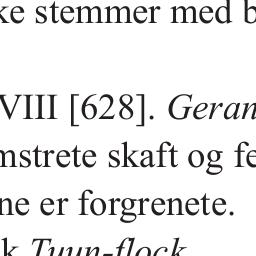 ke stemmer med b
VIII [628]. Geran
mstrete skaft og fe
ne er forgrenete.
k Tuun-flock